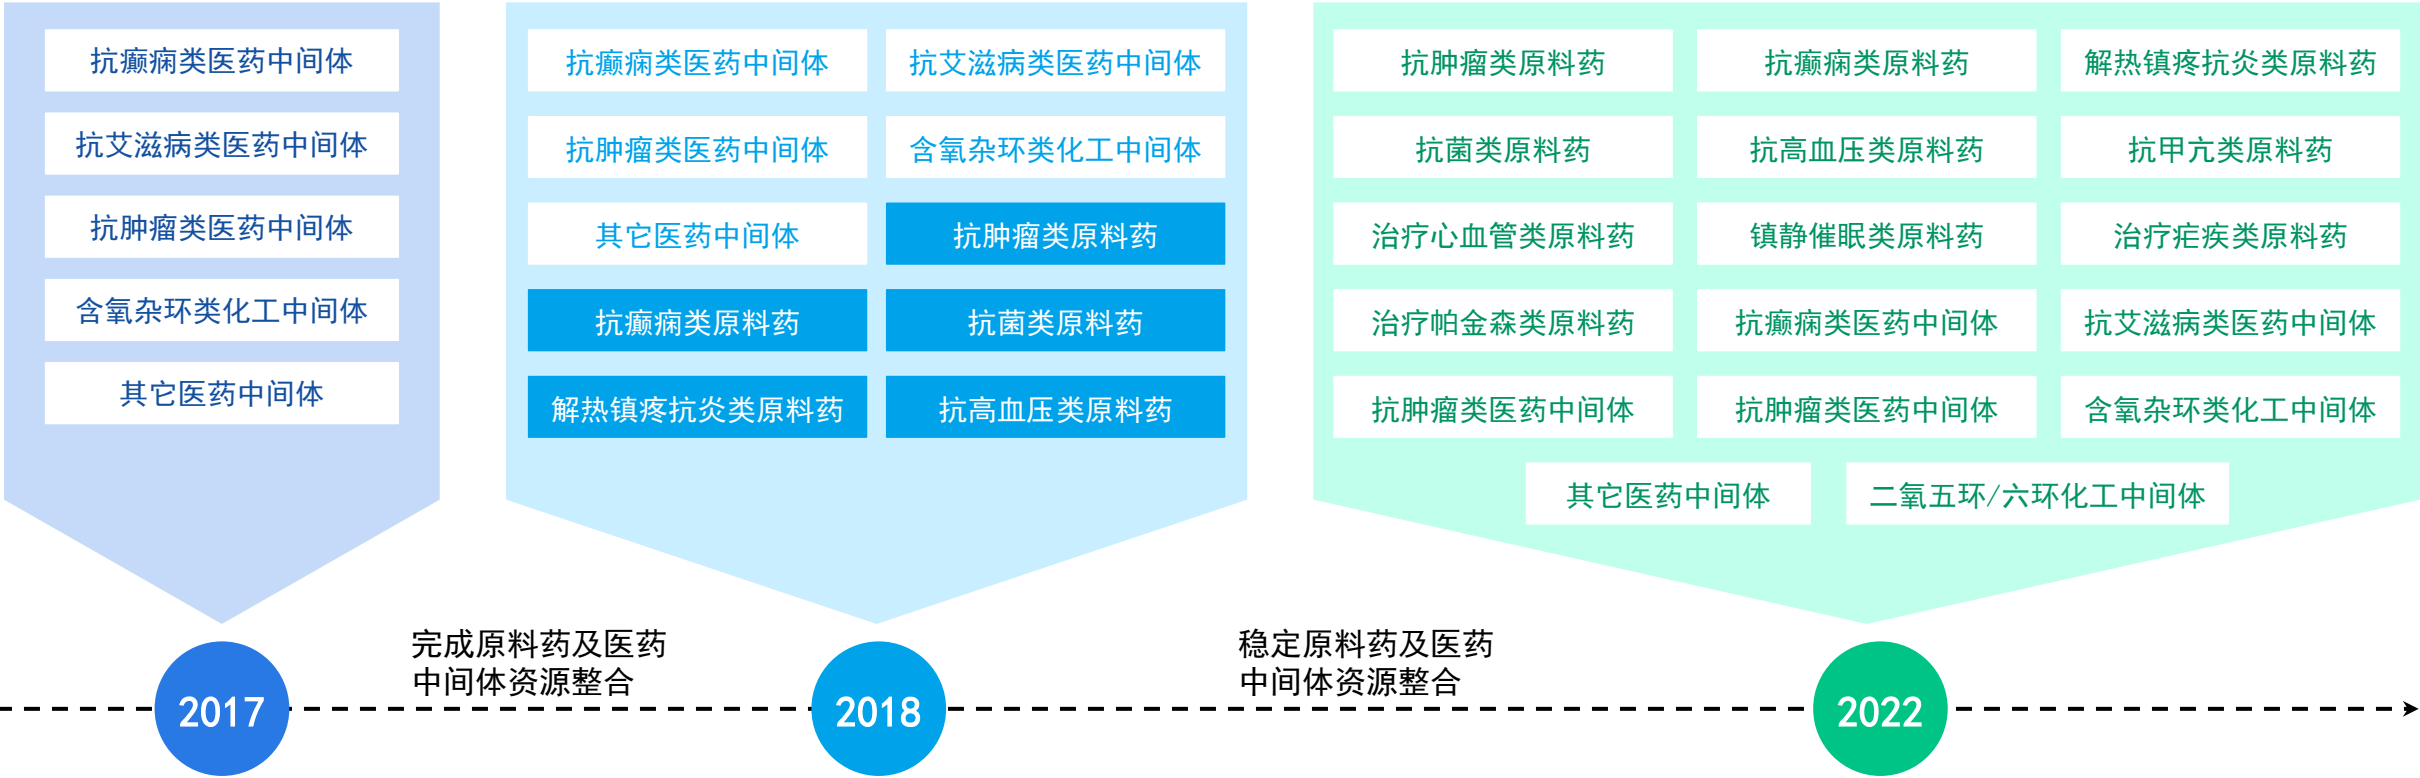 抗癫痫类医药中间体
抗艾滋病类医药中间体
抗肿瘤类医药中间体
含氧杂环类化工中间体
其它医药中间体
抗癫痫类医药中间体
抗艾滋病类医药中间体
抗肿瘤类医药中间体
含氧杂环类化工中间体
其它医药中间体
抗肿瘤类原料药
抗癫痫类原料药
抗菌类原料药
解热镇疼抗炎类原料药
抗高血压类原料药
抗肿瘤类原料药
抗癫痫类原料药
解热镇疼抗炎类原料药
抗菌类原料药
抗高血压类原料药
抗甲亢类原料药
治疗心血管类原料药
镇静催眠类原料药
治疗疟疾类原料药
治疗帕金森类原料药
抗癫痫类医药中间体
抗艾滋病类医药中间体
抗肿瘤类医药中间体
抗肿瘤类医药中间体
含氧杂环类化工中间体
其它医药中间体
二氧五环/六环化工中间体
完成原料药及医药
中间体资源整合
稳定原料药及医药
中间体资源整合
2017
2018
2022